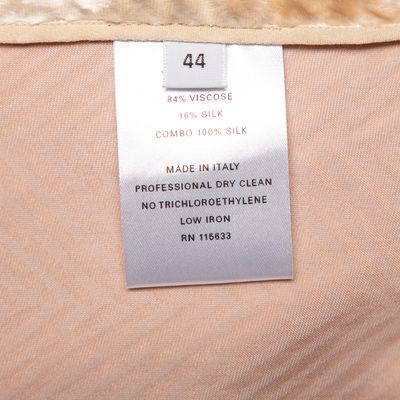 44
84% VISCOSE
16% SILK
COMBO 100% SILK
MADE IN ITALY
PROFESSIONAL DRY CLEAN
NO TRICHLOROETHYLENE
LOW IRON
RN 115633